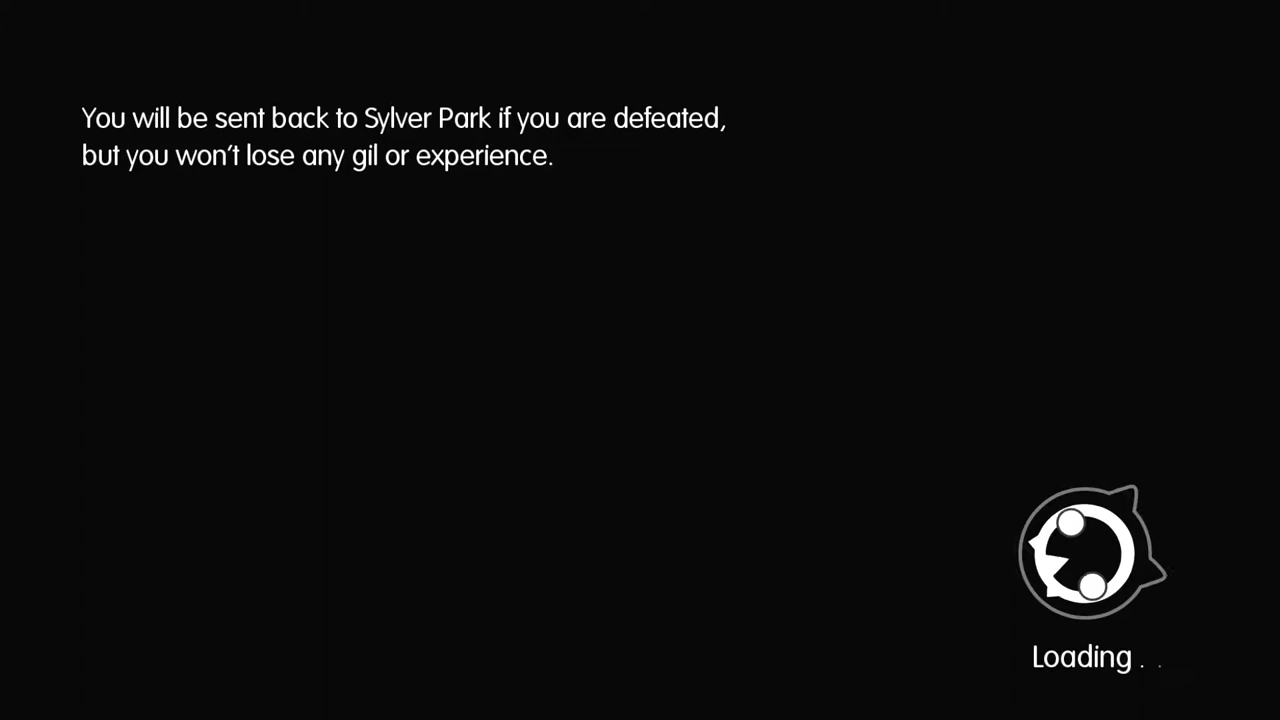 You will be sent back to Sylver Park if you are defeated,
but you won't lose any gil or experience.
Loading . .